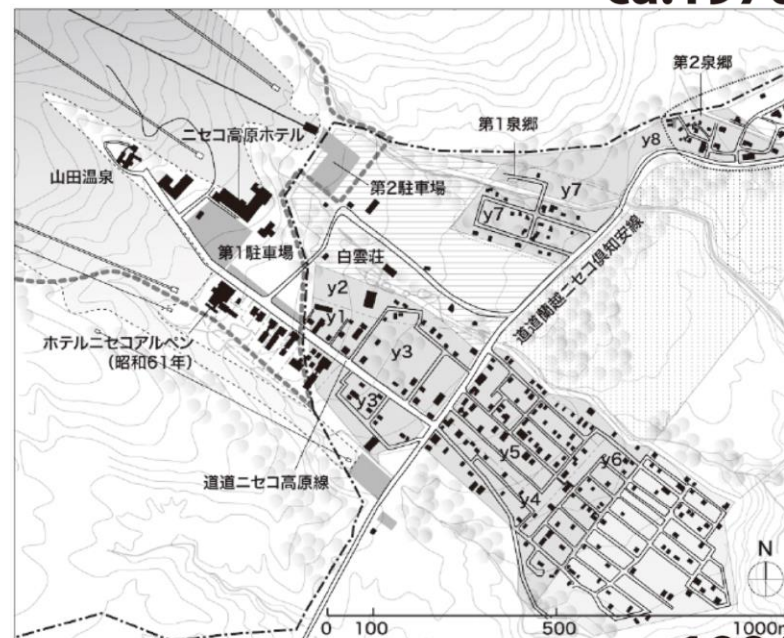 第2泉郷
第1泉郷
y8
ニセコ高原ホテル
山田温泉
第2駐車場
y7
y7
第1駐車場
白雲荘
道道蘭越ニセコ倶知安線
y2
y1
ホテルニセコアルペン
(昭和61年)
y3
y3
y5
y6
道道ニセコ高原線
y4
N
0 100 500 1000m